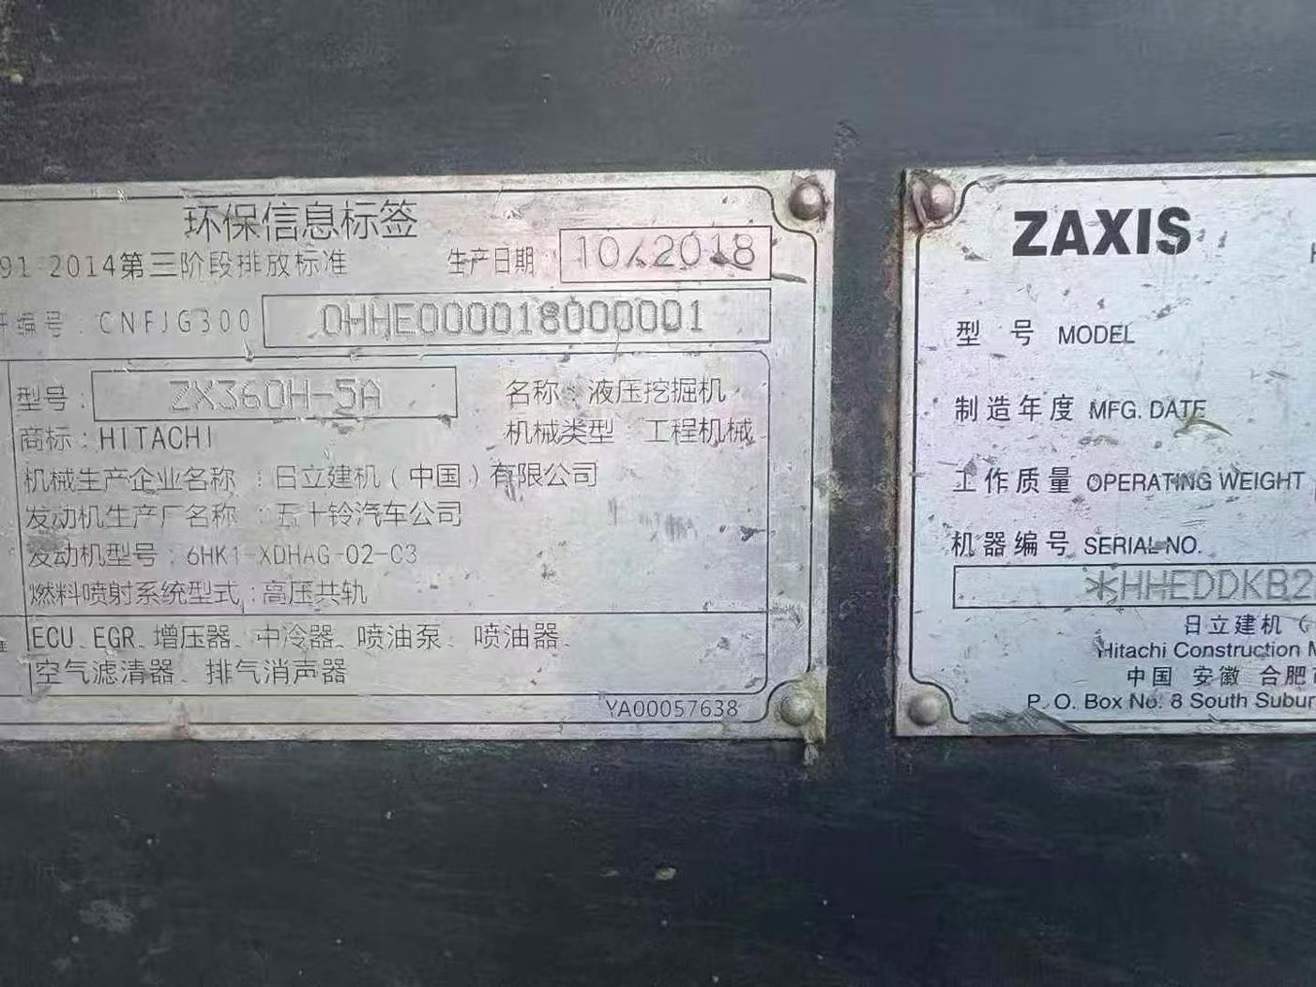 环保信息标签
91-2014第三阶段排放标准 生产日期 10/2018
编号: CNFJG300 0HHE000018000001
型号: ZX360H-5A 名称: 液压挖掘机
商标: HITACHI 机械类型 工程机械
机械生产企业名称: 日立建机(中国)有限公司
发动机生产厂名称: 五十铃汽车公司
发动机型号: 6HK1-XDHAG-02-C3
燃料喷射系统型式: 高压共轨
ECU、EGR、增压器、中冷器、喷油泵、喷油器、
空气滤清器、排气消声器
YA00057638
ZAXIS
型号 MODEL
制造年度 MFG. DATE
工作质量 OPERATING WEIGHT
机器编号 SERIAL NO.
*HHEDDKB2
日立建机(
Hitachi Construction M
中国 安徽 合肥
P. O. Box No. 8 South Subur